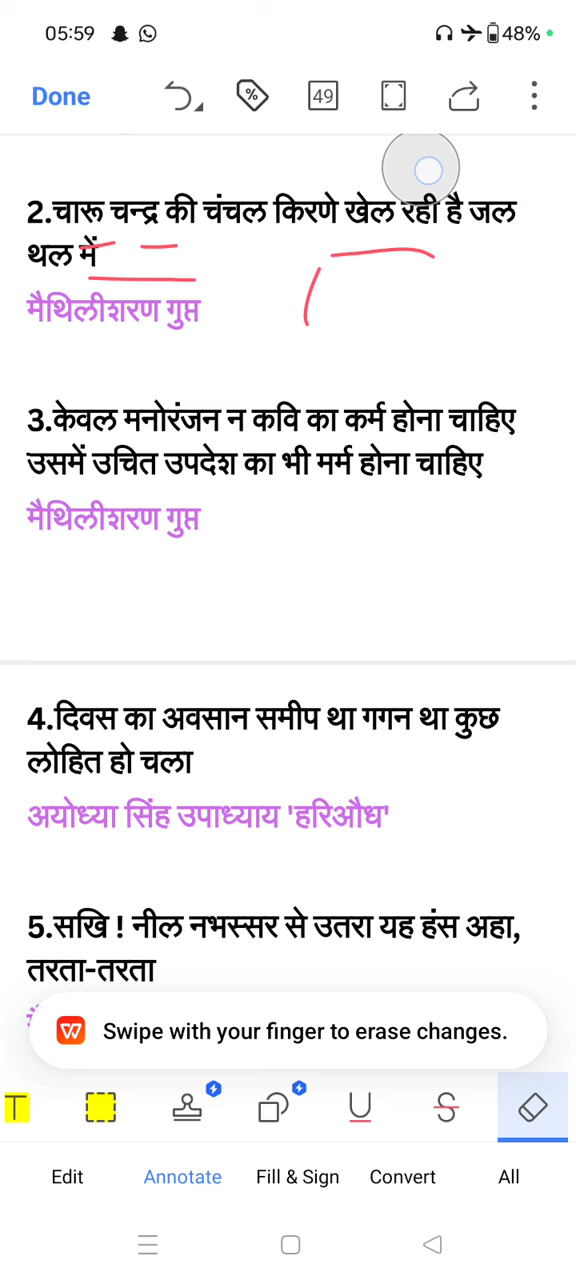 05:59
48%
Done
%
49
2.चारू चन्द्र की चंचल किरणे खेल रही है जल
थल में
मैथिलीशरण गुप्त
3.केवल मनोरंजन न कवि का कर्म होना चाहिए
उसमें उचित उपदेश का भी मर्म होना चाहिए
मैथिलीशरण गुप्त
4.दिवस का अवसान समीप था गगन था कुछ
लोहित हो चला
अयोध्या सिंह उपाध्याय 'हरिऔध'
5.सखि ! नील नभस्सर से उतरा यह हंस अहा,
तरता-तरता
Swipe with your finger to erase changes.
T
U
S
Edit
Annotate
Fill & Sign
Convert
All